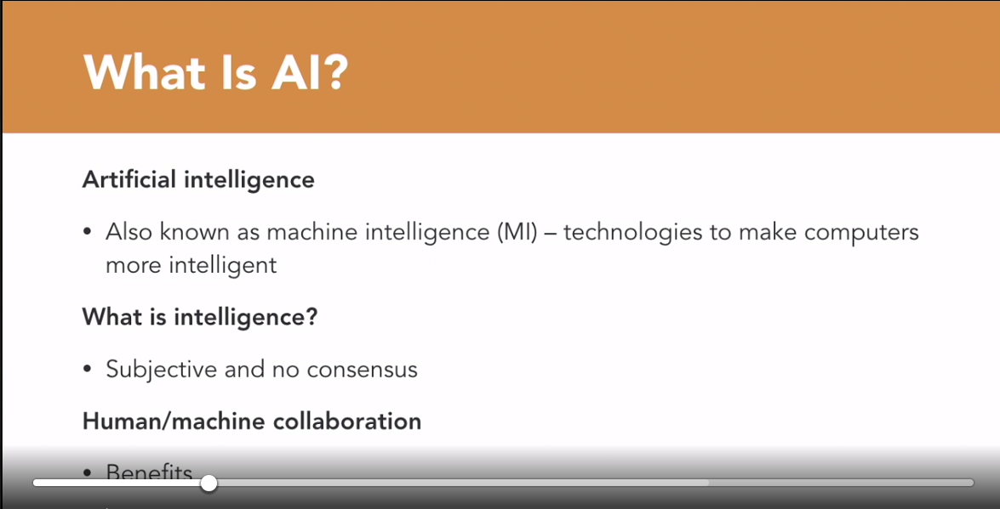 What Is AI?
Artificial intelligence
• Also known as machine intelligence (MI) – technologies to make computers
more intelligent
What is intelligence?
• Subjective and no consensus
Human/machine collaboration
• Benefits